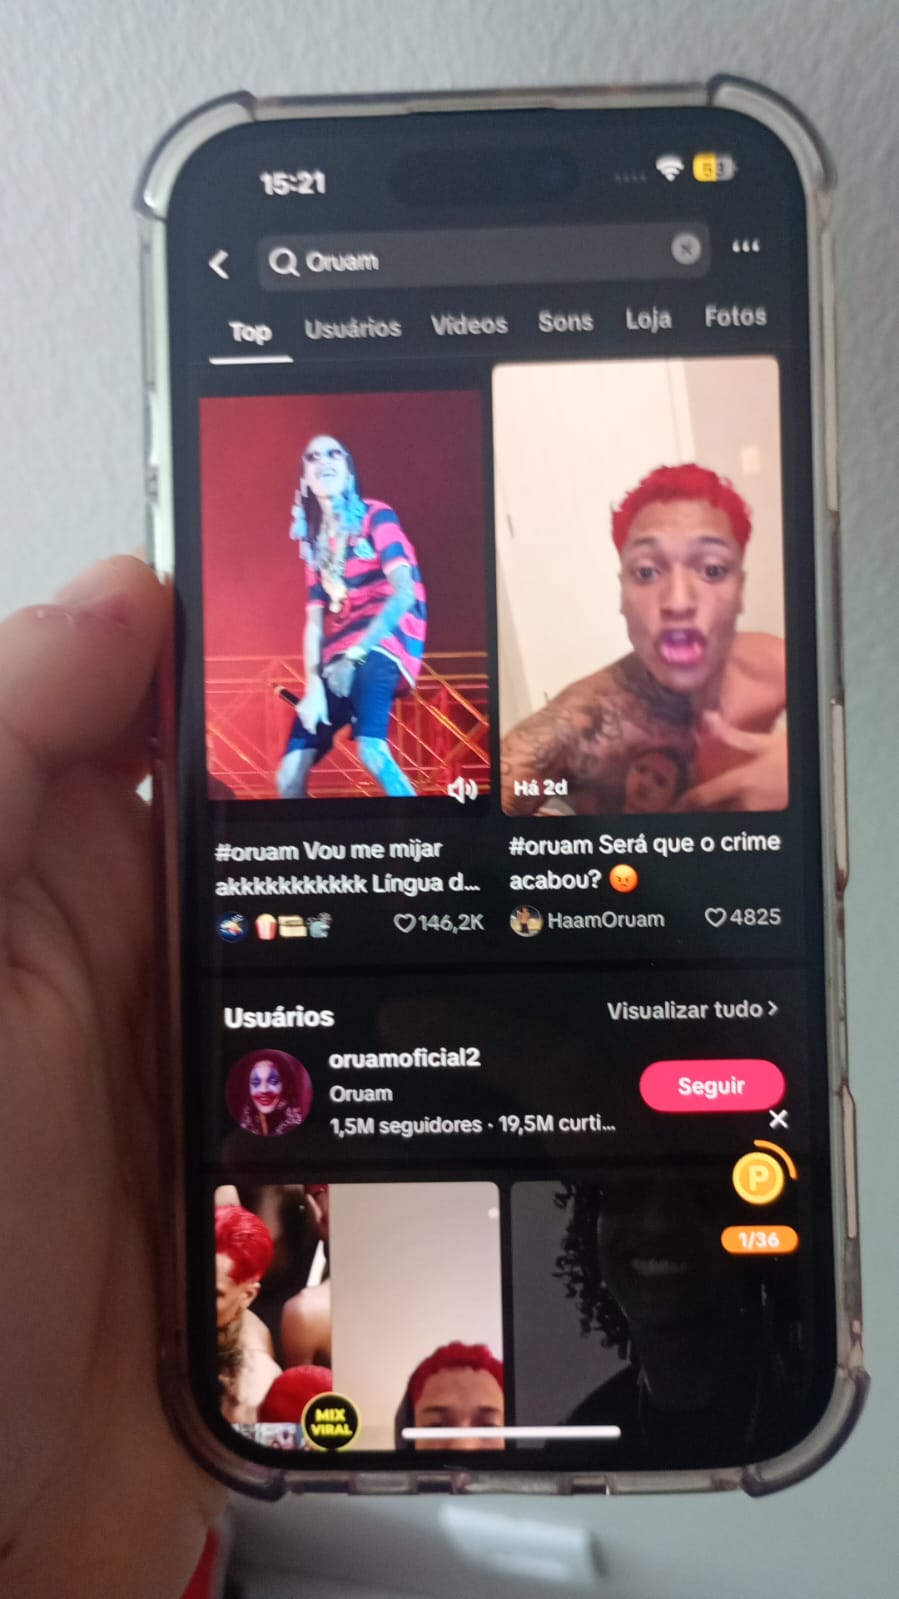 15:21
53
Oruam
Top Usuários Vídeos Sons Loja Fotos
Há 2d
#oruam Vou me mijar
akkkkkkkkkkk Língua d...
146,2K
#oruam Será que o crime
acabou?
HaamOruam 4825
Usuários
Visualizar tudo >
oruamoficial2
Oruam
1,5M seguidores · 19,5M curti...
Seguir
P
1/36
MIX
VIRAL